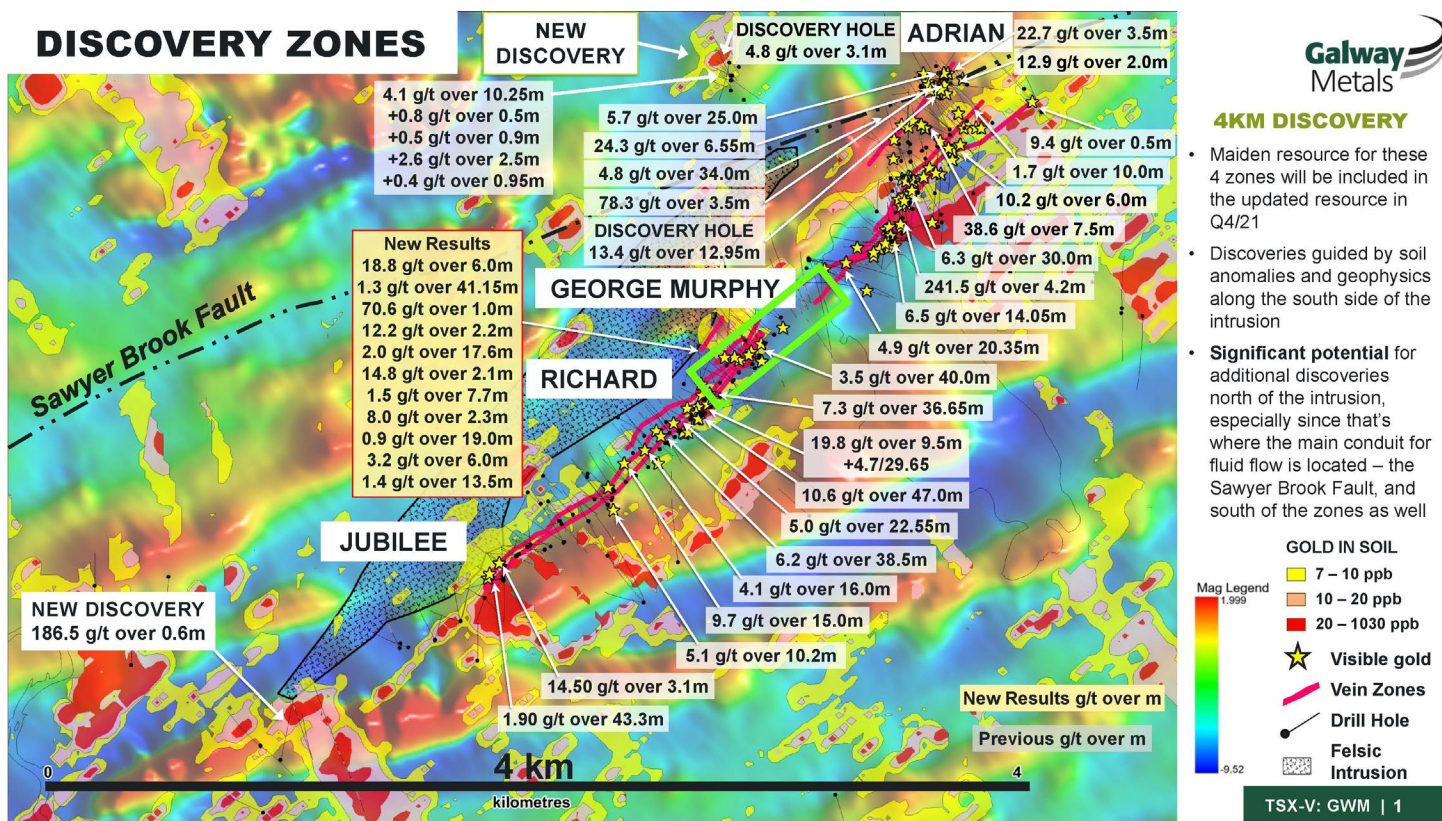 DISCOVERY ZONES
NEW
DISCOVERY
DISCOVERY HOLE
4.8 g/t over 3.1m
ADRIAN
22.7 g/t over 3.5m
12.9 g/t over 2.0m
4.1 g/t over 10.25m
+0.8 g/t over 0.5m
+0.5 g/t over 0.9m
+2.6 g/t over 2.5m
+0.4 g/t over 0.95m
5.7 g/t over 25.0m
24.3 g/t over 6.55m
4.8 g/t over 34.0m
78.3 g/t over 3.5m
DISCOVERY HOLE
13.4 g/t over 12.95m
9.4 g/t over 0.5m
1.7 g/t over 10.0m
10.2 g/t over 6.0m
38.6 g/t over 7.5m
6.3 g/t over 30.0m
241.5 g/t over 4.2m
6.5 g/t over 14.05m
4.9 g/t over 20.35m
3.5 g/t over 40.0m
7.3 g/t over 36.65m
19.8 g/t over 9.5m
+4.7/29.65
10.6 g/t over 47.0m
5.0 g/t over 22.55m
6.2 g/t over 38.5m
4.1 g/t over 16.0m
9.7 g/t over 15.0m
5.1 g/t over 10.2m
14.50 g/t over 3.1m
1.90 g/t over 43.3m
New Results
18.8 g/t over 6.0m
1.3 g/t over 41.15m
70.6 g/t over 1.0m
12.2 g/t over 2.2m
2.0 g/t over 17.6m
14.8 g/t over 2.1m
1.5 g/t over 7.7m
8.0 g/t over 2.3m
0.9 g/t over 19.0m
3.2 g/t over 6.0m
1.4 g/t over 13.5m
GEORGE MURPHY
RICHARD
JUBILEE
Sawyer Brook Fault
NEW DISCOVERY
186.5 g/t over 0.6m
New Results g/t over m
Previous g/t over m
0
4 km
4
kilometres
Galway
Metals
4KM DISCOVERY
• Maiden resource for these
4 zones will be included in
the updated resource in
Q4/21
• Discoveries guided by soil
anomalies and geophysics
along the south side of the
intrusion
• Significant potential for
additional discoveries
north of the intrusion,
especially since that's
where the main conduit for
fluid flow is located – the
Sawyer Brook Fault, and
south of the zones as well
GOLD IN SOIL
7 – 10 ppb
10 – 20 ppb
20 – 1030 ppb
Mag Legend
1.999
-9.52
Visible gold
Vein Zones
Drill Hole
Felsic
Intrusion
TSX-V: GWM | 1